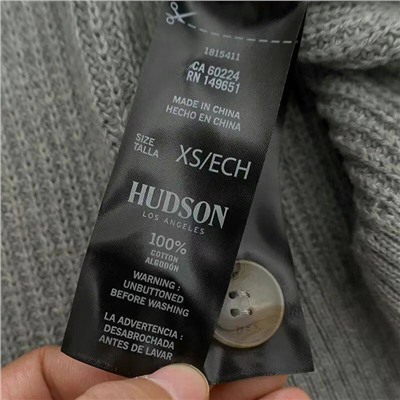 1815411
CA 60224
RN 149651
MADE IN CHINA
HECHO EN CHINA
SIZE
TALLA
XS/ECH
HUDSON
LOS ANGELES
100%
COTTON
ALGODÓN
WARNING :
UNBUTTONED
BEFORE WASHING
LA ADVERTENCIA :
DESABROCHADA
ANTES DE LAVAR